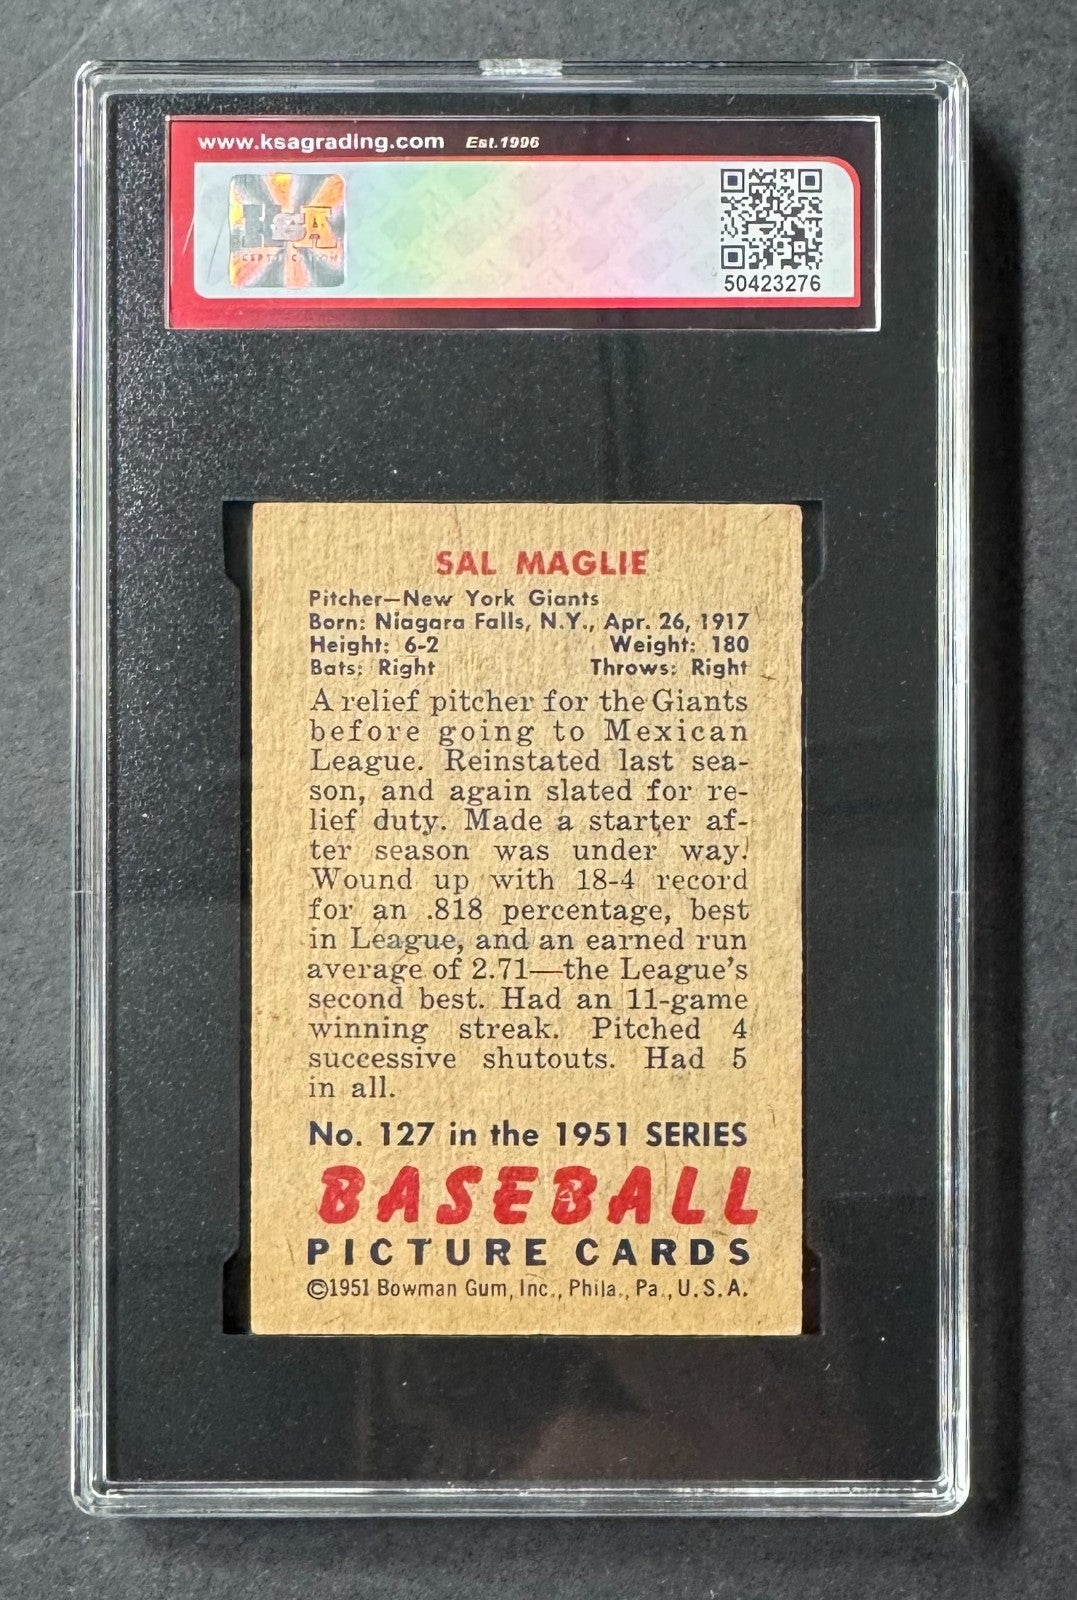 www.ksagrading.com Est.1996
KSA
CERTIFICATION
50423276
SAL MAGLIE
Pitcher—New York Giants
Born: Niagara Falls, N.Y., Apr. 26, 1917
Height: 6-2 Weight: 180
Bats: Right Throws: Right
A relief pitcher for the Giants
before going to Mexican
League. Reinstated last sea-
son, and again slated for re-
lief duty. Made a starter af-
ter season was under way.
Wound up with 18-4 record
for an .818 percentage, best
in League, and an earned run
average of 2.71—the League's
second best. Had an 11-game
winning streak. Pitched 4
successive shutouts. Had 5
in all.
No. 127 in the 1951 SERIES
BASEBALL
PICTURE CARDS
©1951 Bowman Gum, Inc., Phila., Pa., U.S.A.